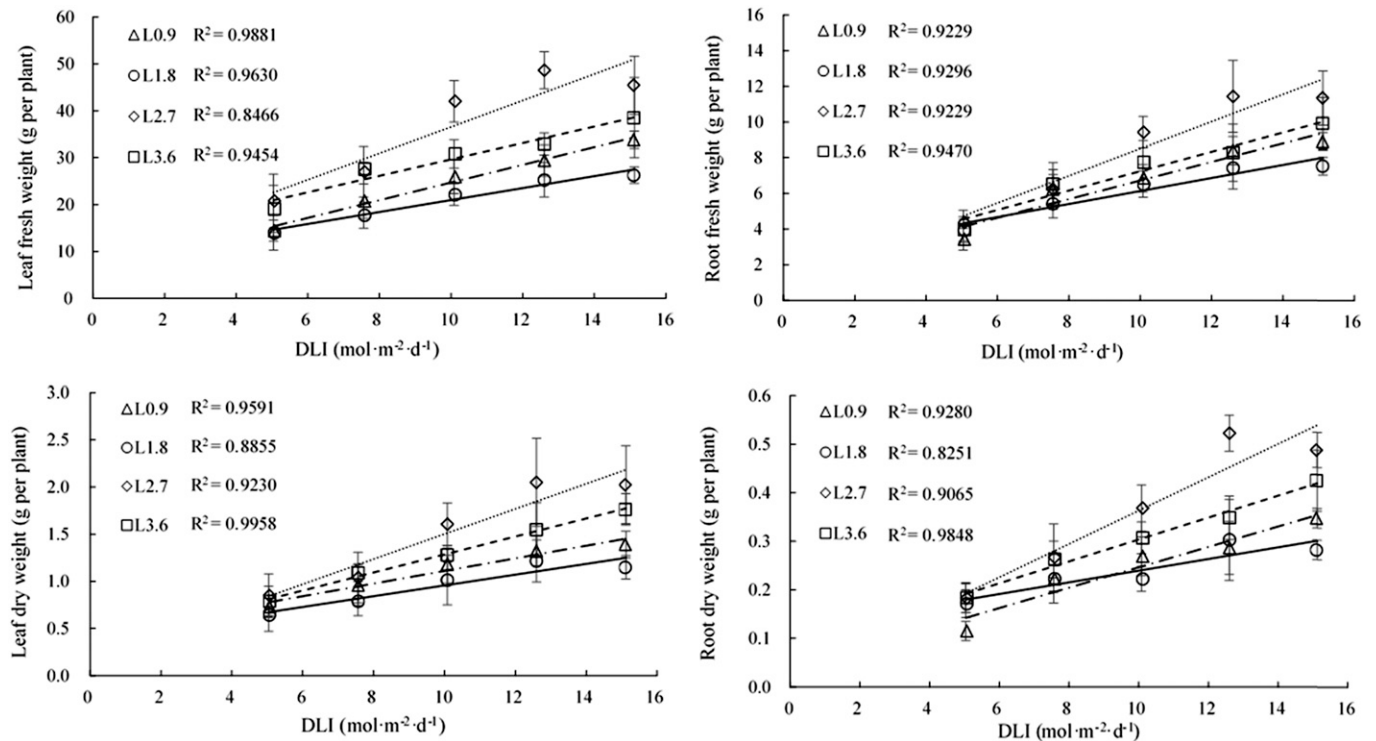 Leaf fresh weight (g per plant)
70
60
50
40
30
20
10
0
△L0.9 R²= 0.9881
○L1.8 R²= 0.9630
◇L2.7 R²= 0.8466
□L3.6 R²= 0.9454
0 2 4 6 8 10 12 14 16
DLI (mol·m⁻²·d⁻¹)
Root fresh weight (g per plant)
16
14
12
10
8
6
4
2
0
△L0.9 R²= 0.9229
○L1.8 R²= 0.9296
◇L2.7 R²= 0.9229
□L3.6 R²= 0.9470
0 2 4 6 8 10 12 14 16
DLI (mol·m⁻²·d⁻¹)
Leaf dry weight (g per plant)
3.0
2.5
2.0
1.5
1.0
0.5
0.0
△L0.9 R²= 0.9591
○L1.8 R²= 0.8855
◇L2.7 R²= 0.9230
□L3.6 R²= 0.9958
0 2 4 6 8 10 12 14 16
DLI (mol·m⁻²·d⁻¹)
Root dry weight (g per plant)
0.6
0.5
0.4
0.3
0.2
0.1
0.0
△L0.9 R²= 0.9280
○L1.8 R²= 0.8251
◇L2.7 R²= 0.9065
□L3.6 R²= 0.9848
0 2 4 6 8 10 12 14 16
DLI (mol·m⁻²·d⁻¹)